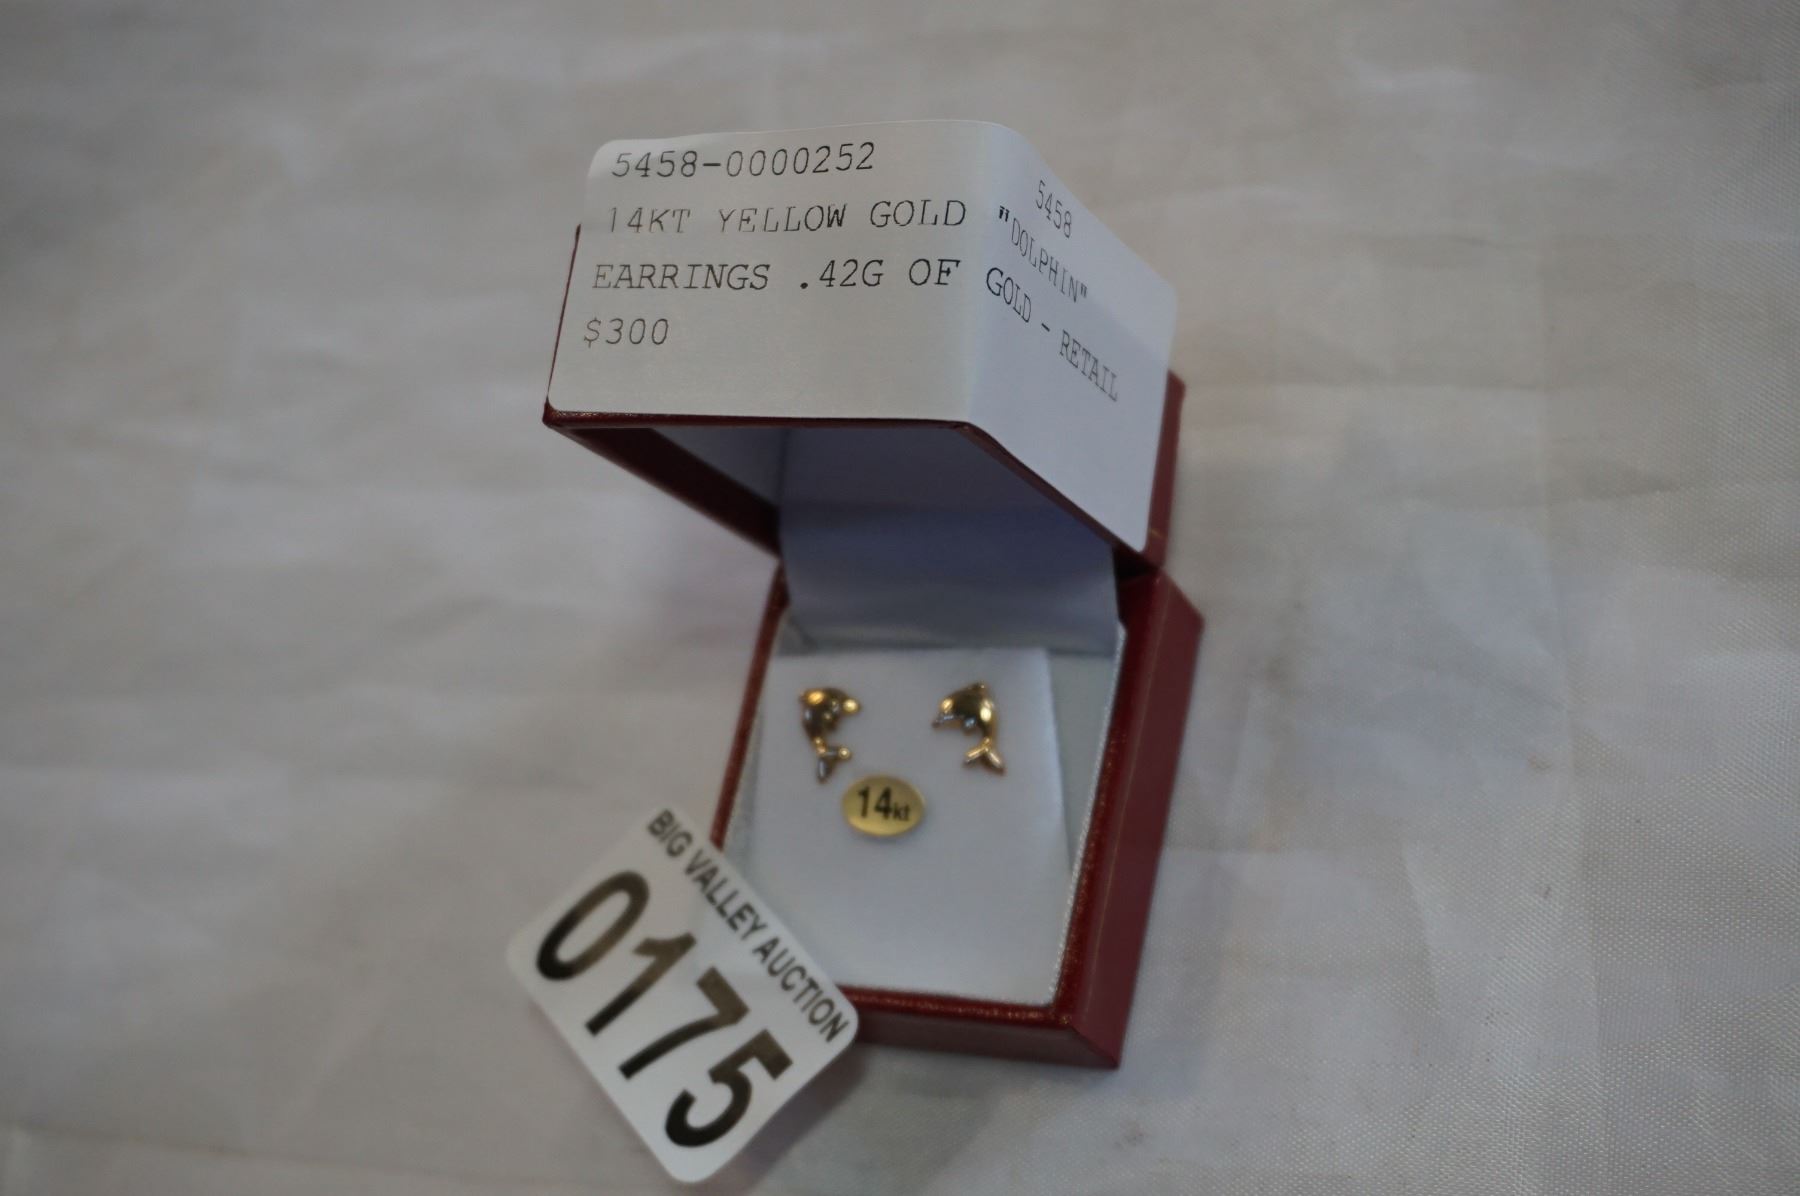 5458-0000252 5458
14KT YELLOW GOLD "DOLPHIN"
EARRINGS .42G OF GOLD - RETAIL
$300
14kt
BIG VALLEY AUCTION
0175